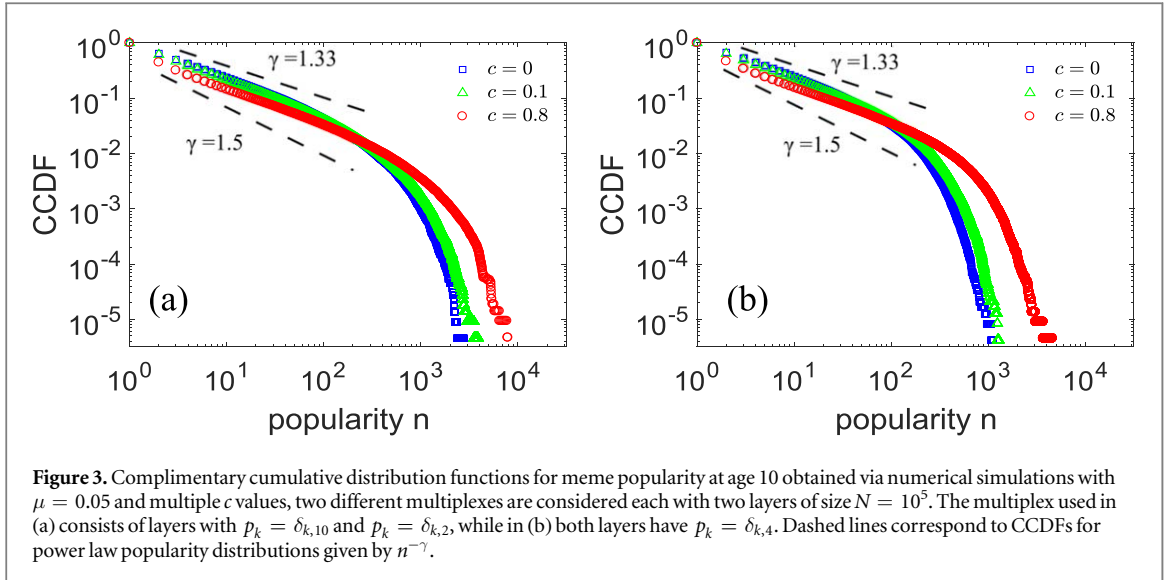 10^0
10^-1
10^-2
10^-3
10^-4
10^-5
CCDF
γ =1.33
γ =1.5
c = 0
c = 0.1
c = 0.8
(a)
10^0 10^1 10^2 10^3 10^4
popularity n
10^0
10^-1
10^-2
10^-3
10^-4
10^-5
CCDF
γ =1.33
γ =1.5
c = 0
c = 0.1
c = 0.8
(b)
10^0 10^1 10^2 10^3 10^4
popularity n
Figure 3. Complimentary cumulative distribution functions for meme popularity at age 10 obtained via numerical simulations with
μ = 0.05 and multiple c values, two different multiplexes are considered each with two layers of size N = 10^5. The multiplex used in
(a) consists of layers with p_k = δ_{k,10} and p_k = δ_{k,2}, while in (b) both layers have p_k = δ_{k,4}. Dashed lines correspond to CCDFs for
power law popularity distributions given by n^{-γ}.